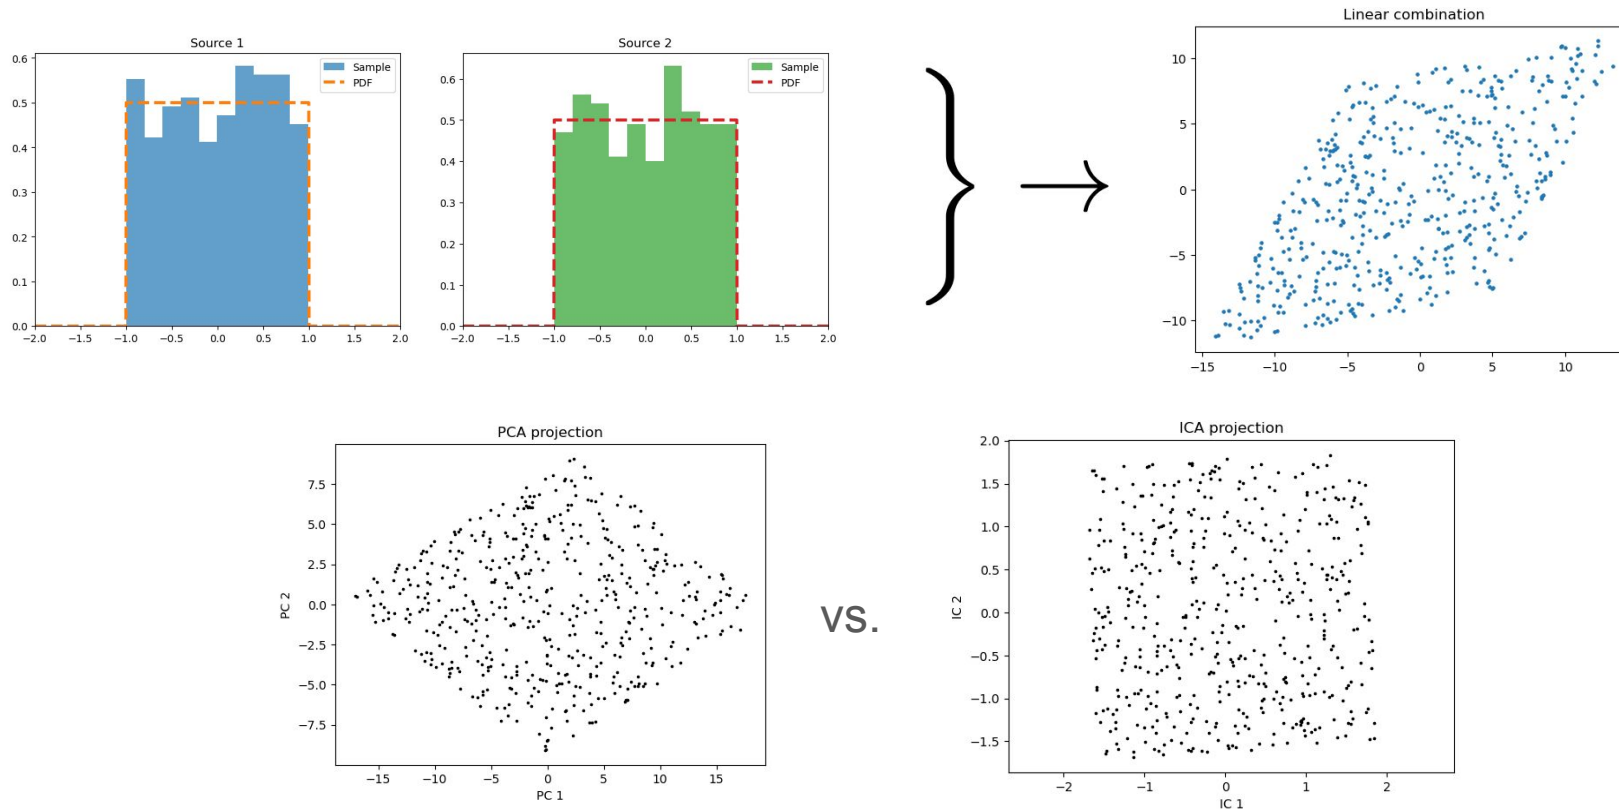 Source 1
Sample
PDF
0.6
0.5
0.4
0.3
0.2
0.1
0.0
−2.0 −1.5 −1.0 −0.5 0.0 0.5 1.0 1.5 2.0
Source 2
Sample
PDF
0.6
0.5
0.4
0.3
0.2
0.1
0.0
−2.0 −1.5 −1.0 −0.5 0.0 0.5 1.0 1.5 2.0
Linear combination
10
5
0
−5
−10
−15 −10 −5 0 5 10
PCA projection
PC 2
7.5
5.0
2.5
0.0
−2.5
−5.0
−7.5
−15 −10 −5 0 5 10 15
PC 1
vs.
ICA projection
IC 2
2.0
1.5
1.0
0.5
0.0
−0.5
−1.0
−1.5
−2 −1 0 1 2
IC 1